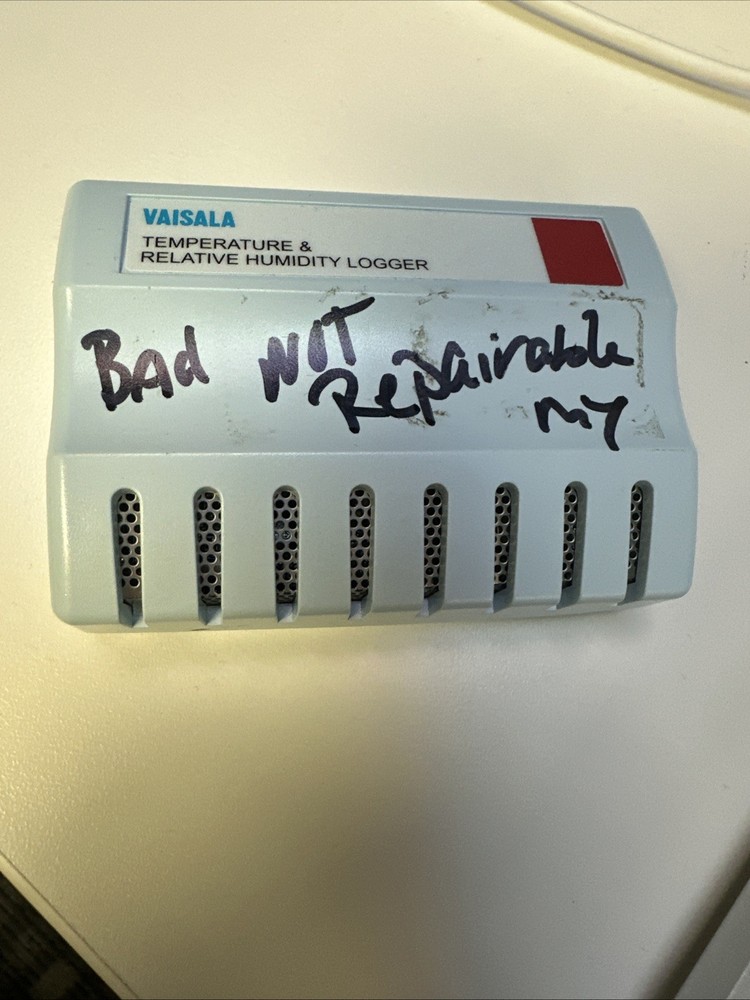 VAISALA
TEMPERATURE &
RELATIVE HUMIDITY LOGGER
Bad NOT
Repairable
MY